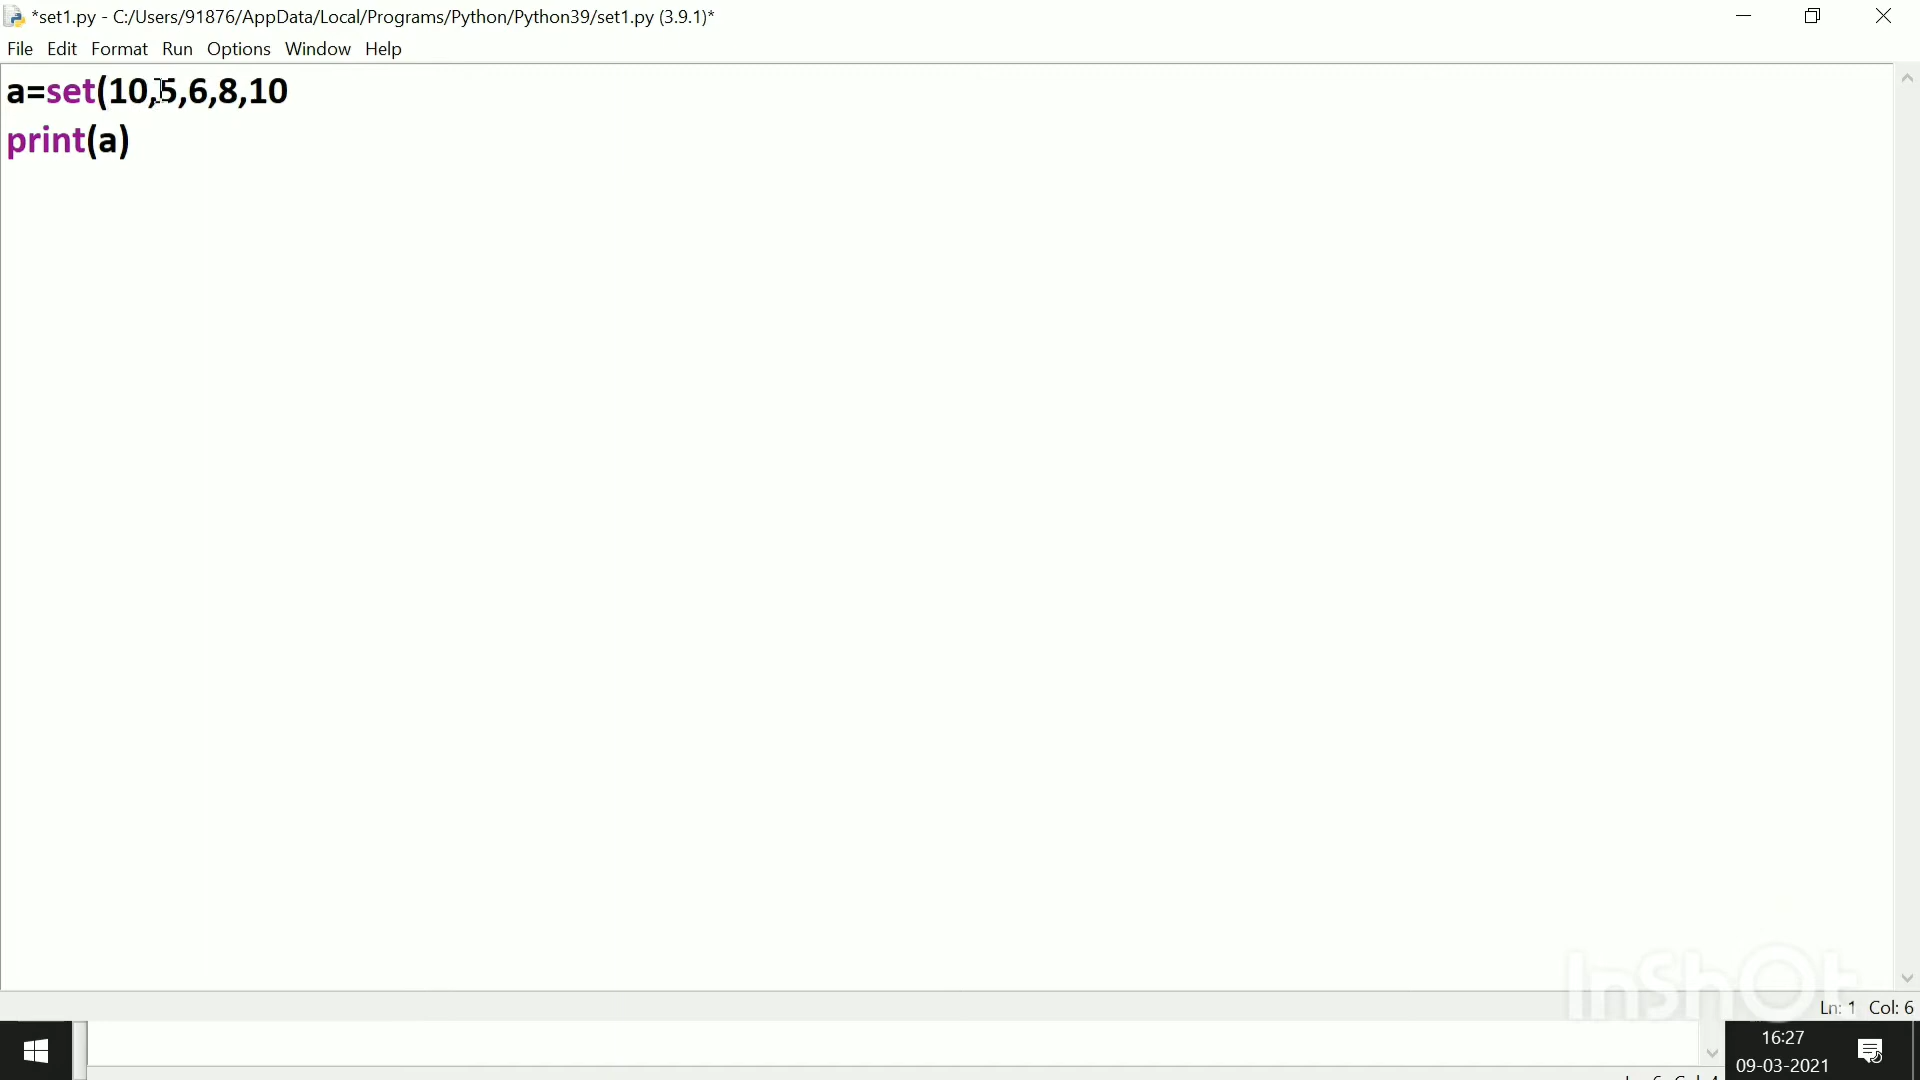 *set1.py - C:/Users/91876/AppData/Local/Programs/Python/Python39/set1.py (3.9.1)*
File Edit Format Run Options Window Help
a=set(10,5,6,8,10
print(a)
InShOt
Ln: 1 Col: 6
16:27
09-03-2021